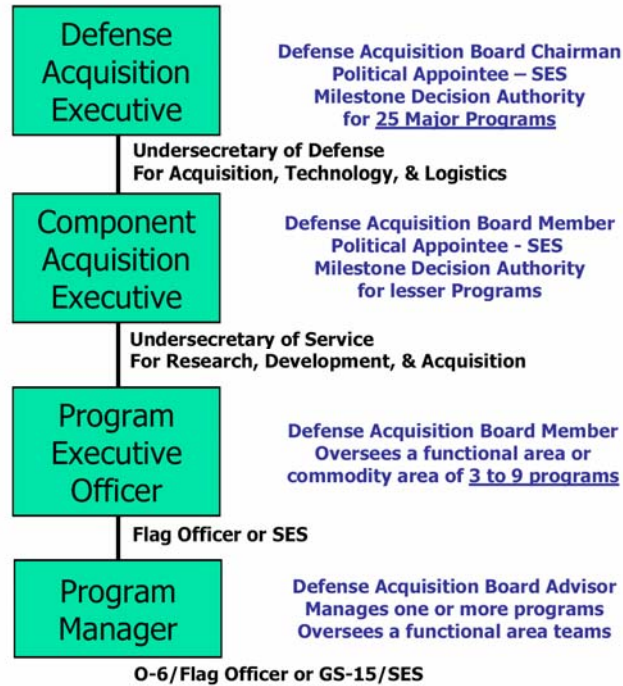 Defense
Acquisition
Executive
Defense Acquisition Board Chairman
Political Appointee – SES
Milestone Decision Authority
for 25 Major Programs
Undersecretary of Defense
For Acquisition, Technology, & Logistics
Component
Acquisition
Executive
Defense Acquisition Board Member
Political Appointee - SES
Milestone Decision Authority
for lesser Programs
Undersecretary of Service
For Research, Development, & Acquisition
Program
Executive
Officer
Defense Acquisition Board Member
Oversees a functional area or
commodity area of 3 to 9 programs
Flag Officer or SES
Program
Manager
Defense Acquisition Board Advisor
Manages one or more programs
Oversees a functional area teams
O-6/Flag Officer or GS-15/SES